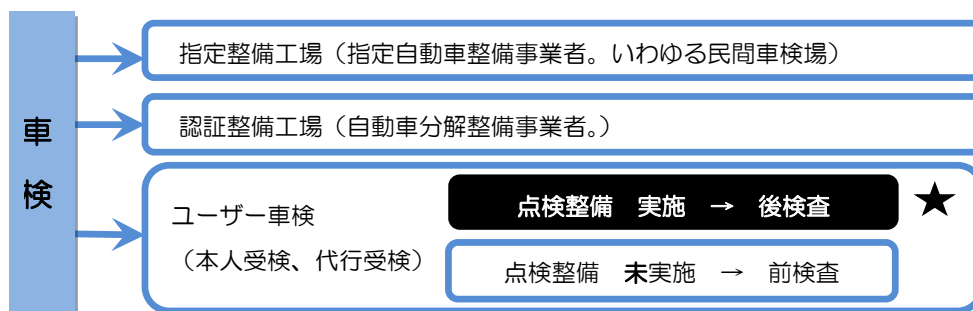 車検
指定整備工場（指定自動車整備事業者。いわゆる民間車検場）
認証整備工場（自動車分解整備事業者。）
ユーザー車検
（本人受検、代行受検）
点検整備　実施　→　後検査
★
点検整備　未実施　→　前検査